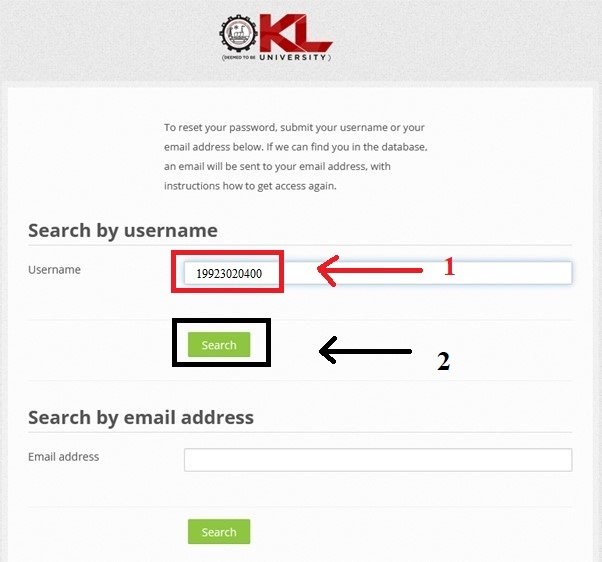 KL
(DEEMED TO BE UNIVERSITY)
To reset your password, submit your username or your
email address below. If we can find you in the database,
an email will be sent to your email address, with
instructions how to get access again.
Search by username
Username
19923020400
1
Search
2
Search by email address
Email address
Search